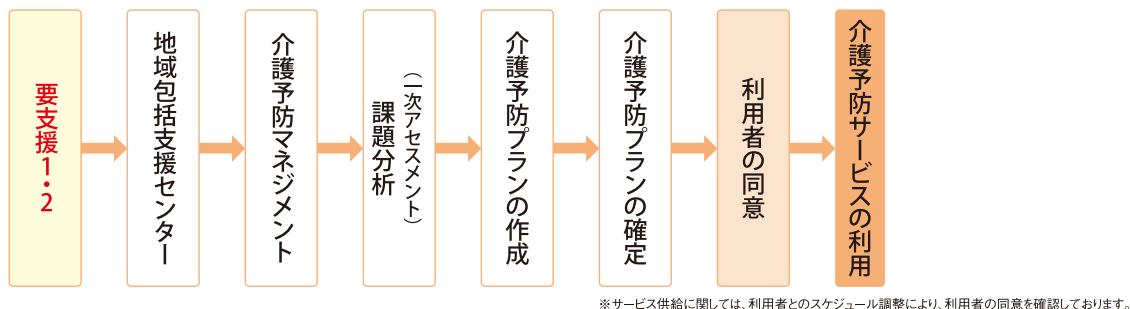 要支援1・2
地域包括支援センター
介護予防マネジメント
（一次アセスメント）
課題分析
介護予防プランの作成
介護予防プランの確定
利用者の同意
介護予防サービスの利用
※サービス供給に関しては、利用者とのスケジュール調整により、利用者の同意を確認しております。